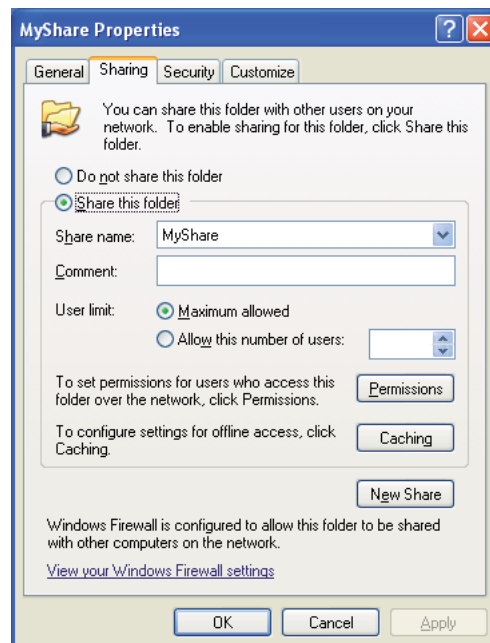 MyShare Properties
General Sharing Security Customize
You can share this folder with other users on your
network. To enable sharing for this folder, click Share this
folder.
Do not share this folder
Share this folder
Share name: MyShare
Comment:
User limit: Maximum allowed
Allow this number of users:
To set permissions for users who access this
folder over the network, click Permissions.
Permissions
To configure settings for offline access, click
Caching.
Caching
New Share
Windows Firewall is configured to allow this folder to be shared
with other computers on the network.
View your Windows Firewall settings
OK Cancel Apply